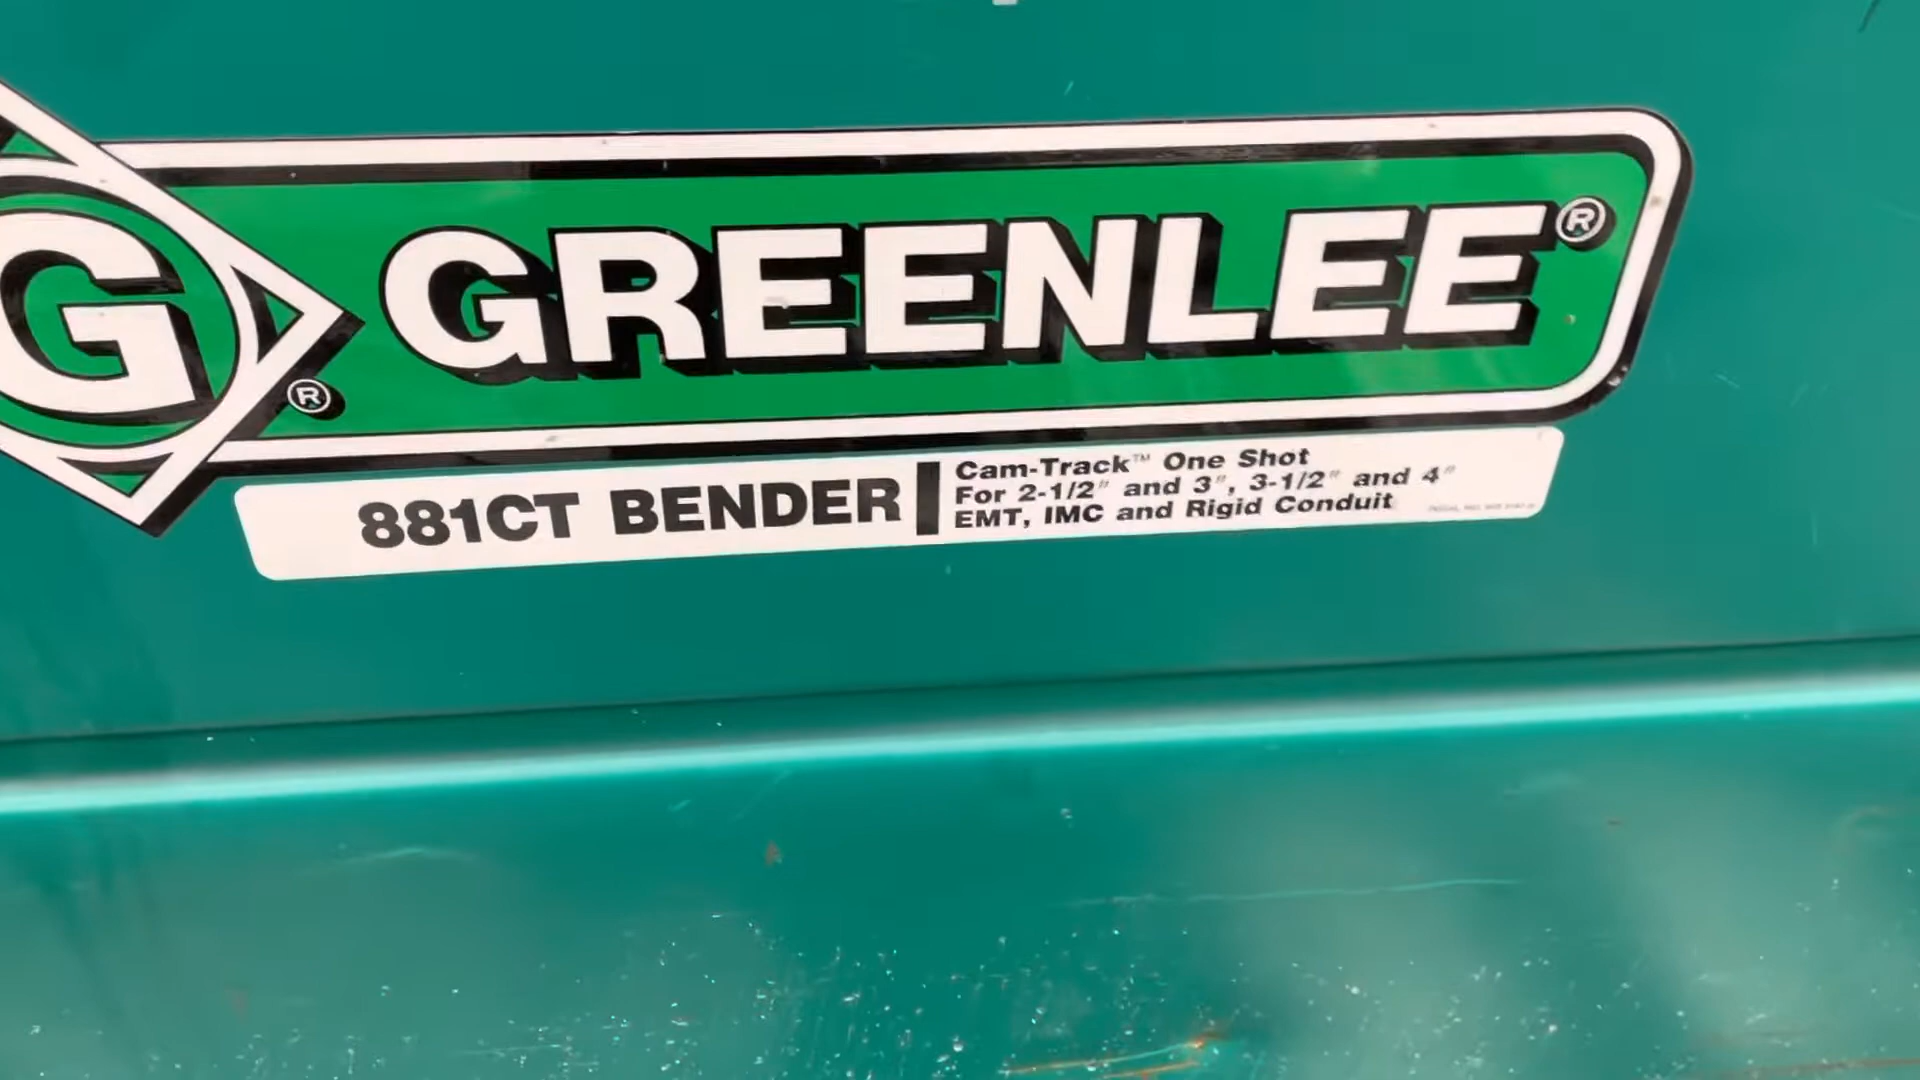 G®
GREENLEE®
881CT BENDER
Cam-Track™ One Shot
For 2-1/2" and 3", 3-1/2" and 4"
EMT, IMC and Rigid Conduit